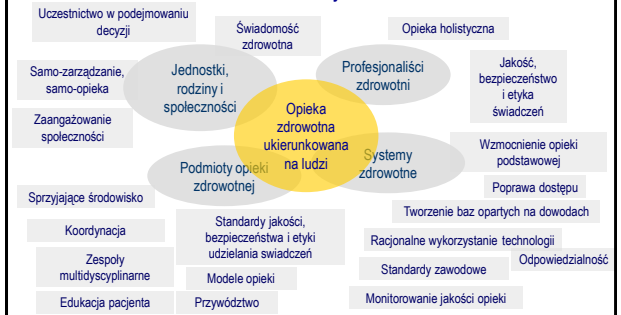 Uczestnictwo w podejmowaniu
decyzji
Świadomość
zdrowotna
Opieka holistyczna
Samo-zarządzanie,
samo-opieka
Jednostki,
rodziny i
społeczności
Profesjonaliści
zdrowotni
Jakość,
bezpieczeństwo
i etyka
świadczeń
Zaangażowanie
społeczności
Opieka
zdrowotna
ukierunkowana
na ludzi
Wzmocnienie opieki
podstawowej
Podmioty opieki
zdrowotnej
Systemy
zdrowotne
Poprawa dostępu
Sprzyjające środowisko
Tworzenie baz opartych na dowodach
Koordynacja
Standardy jakości,
bezpieczeństwa i etyki
udzielania swiadczeń
Racjonalne wykorzystanie technologii
Odpowiedzialność
Zespoły
multidyscyplinarne
Modele opieki
Standardy zawodowe
Edukacja pacjenta
Przywództwo
Monitorowanie jakości opieki